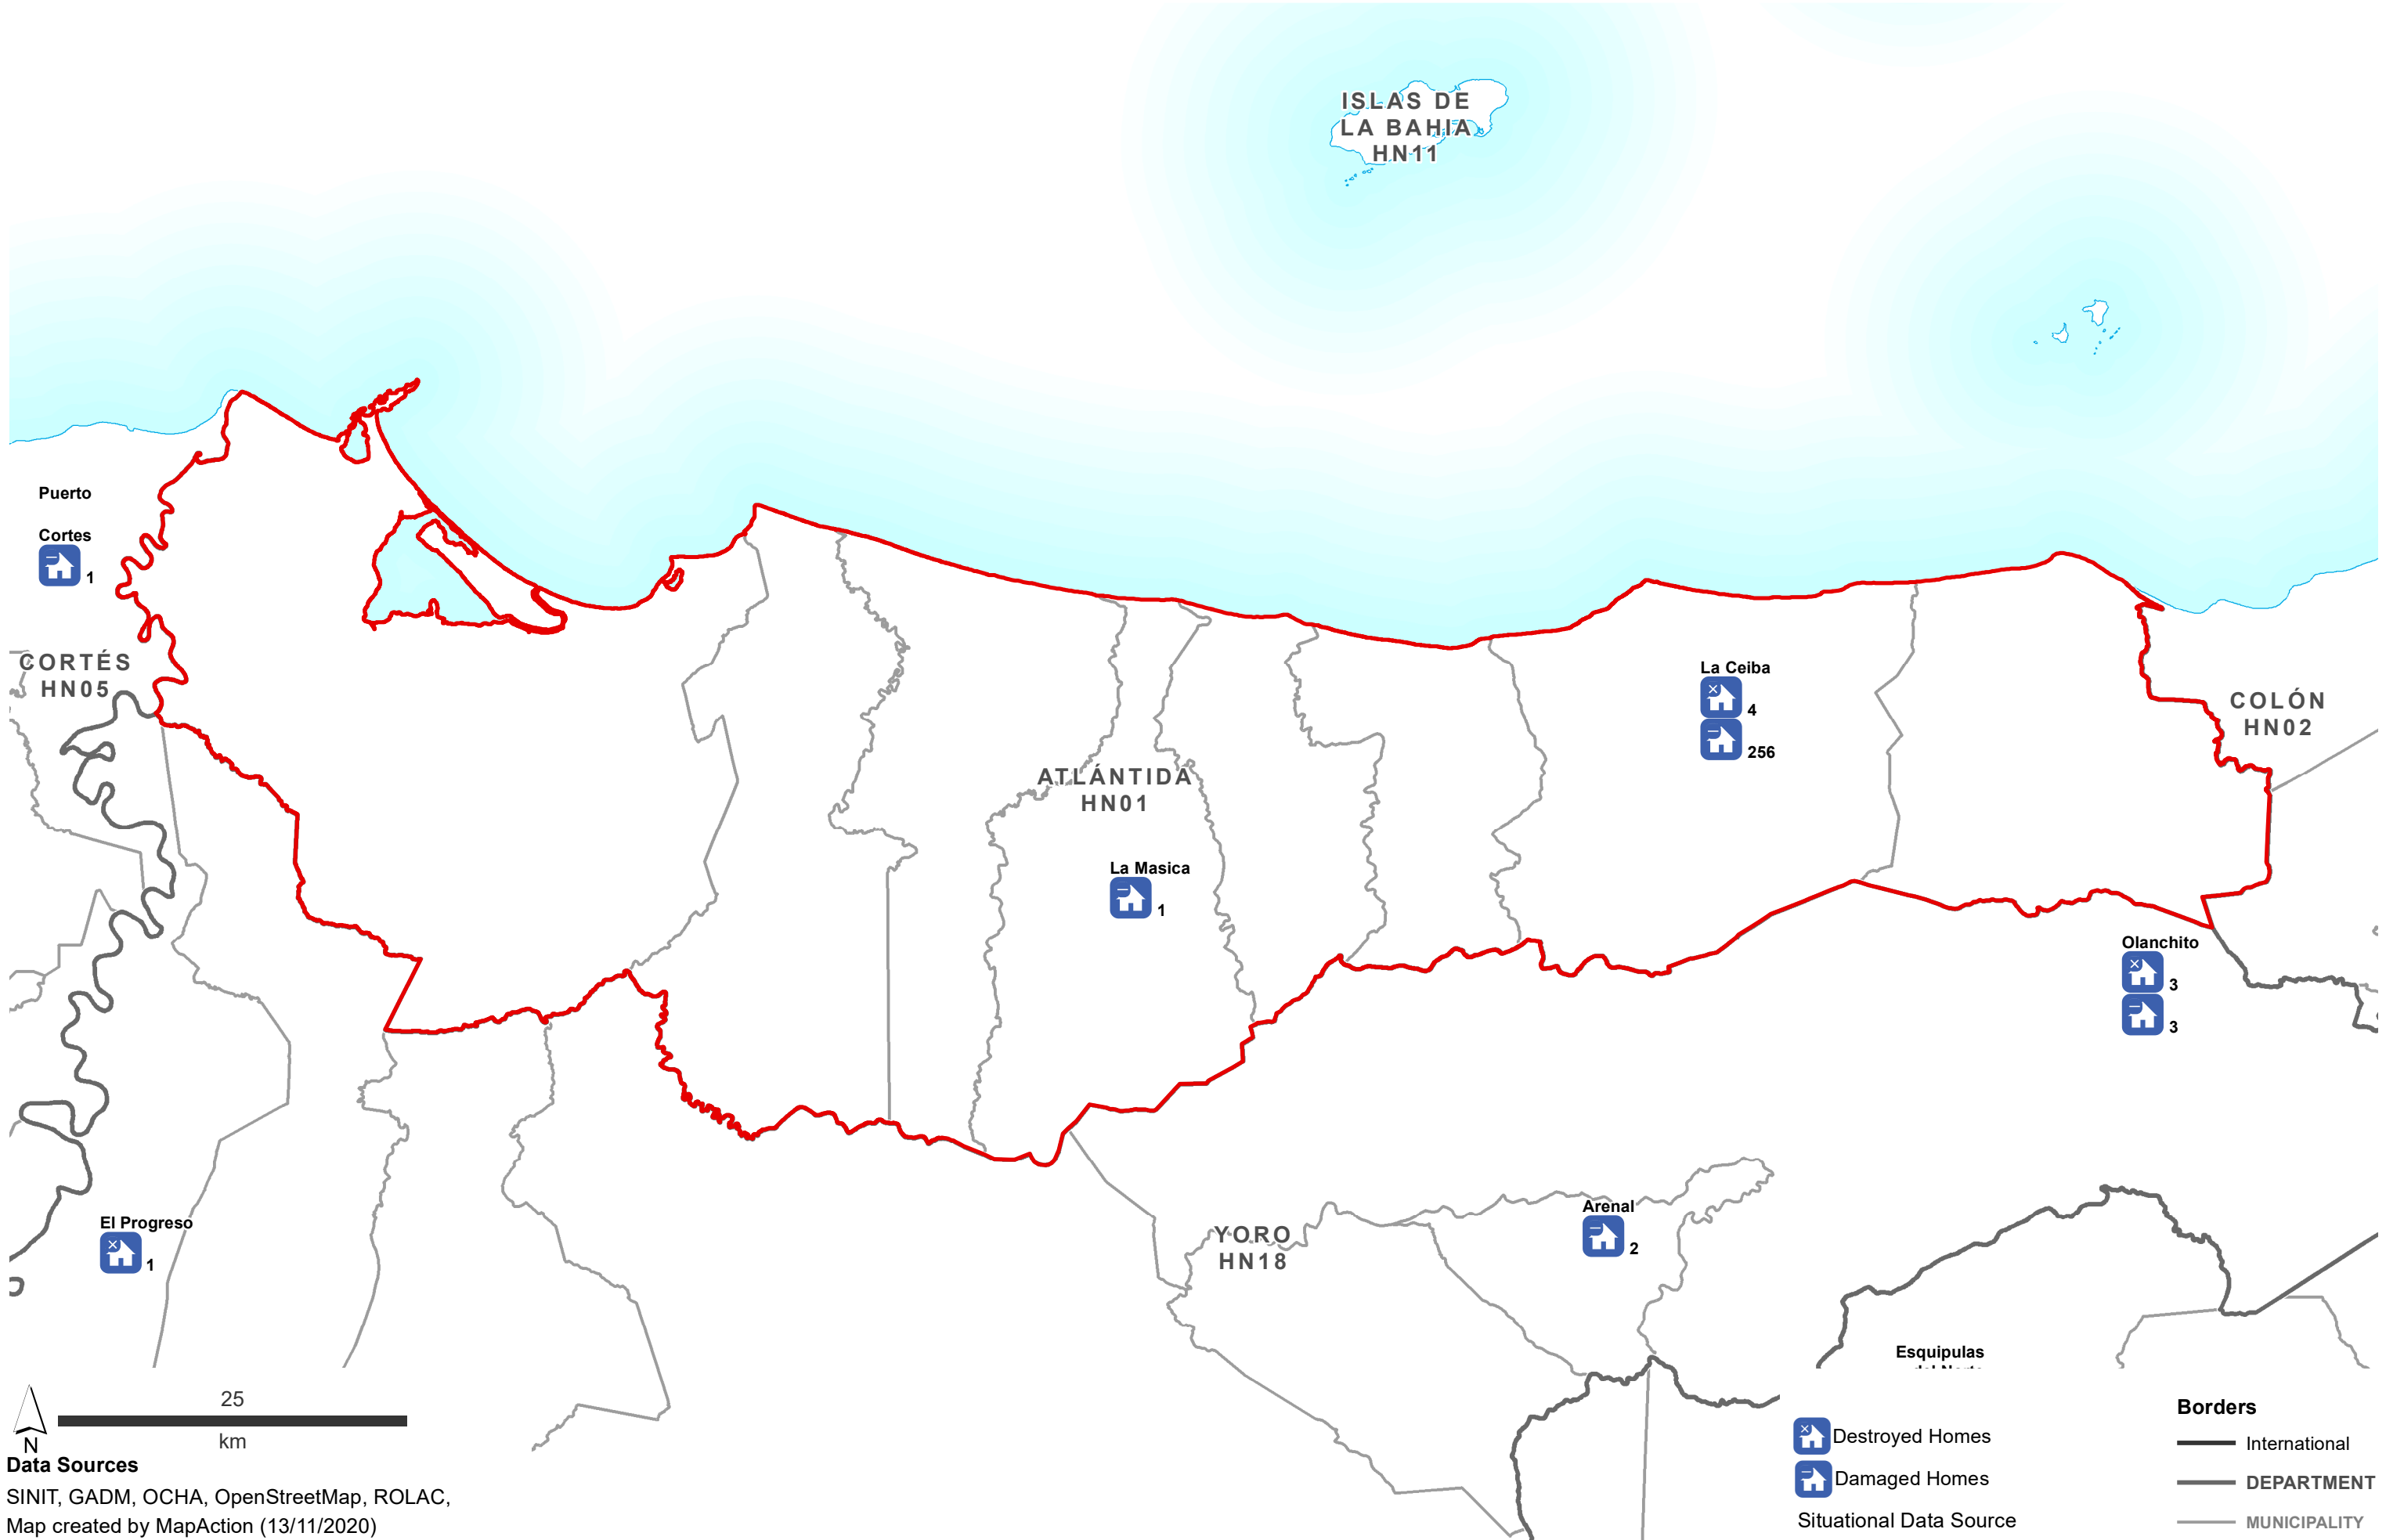 ISLAS DE
LA BAHIA
HN11
Puerto
Cortes
1
CORTÉS
HN05
La Ceiba
4
256
COLÓN
HN02
ATLÁNTIDA
HN01
La Masica
1
Olanchito
3
3
El Progreso
1
Arenal
2
YORO
HN18
Esquipulas
25
km
N
Data Sources
SINIT, GADM, OCHA, OpenStreetMap, ROLAC,
Map created by MapAction (13/11/2020)
Destroyed Homes
Damaged Homes
Situational Data Source
Borders
International
DEPARTMENT
MUNICIPALITY